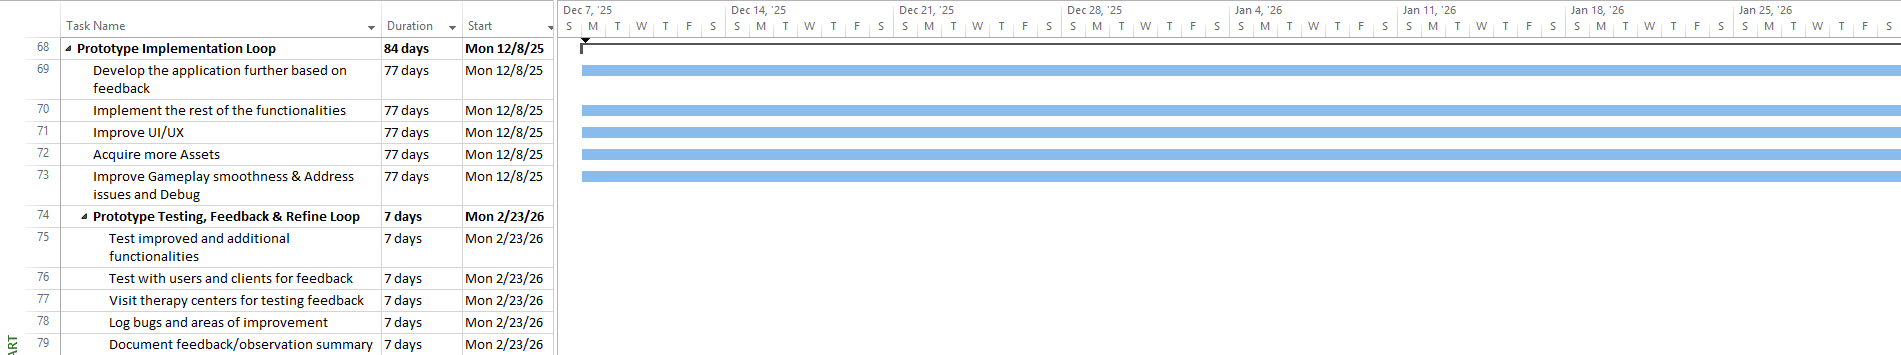 Task Name Duration Start
Dec 7, '25 Dec 14, '25 Dec 21, '25 Dec 28, '25 Jan 4, '26 Jan 11, '26 Jan 18, '26 Jan 25, '26
S M T W T F S S M T W T F S S M T W T F S S M T W T F S S M T W T F S S M T W T F S S M T W T F S S M T W T F S
68 Prototype Implementation Loop 84 days Mon 12/8/25
69 Develop the application further based on 77 days Mon 12/8/25
feedback
70 Implement the rest of the functionalities 77 days Mon 12/8/25
71 Improve UI/UX 77 days Mon 12/8/25
72 Acquire more Assets 77 days Mon 12/8/25
73 Improve Gameplay smoothness & Address 77 days Mon 12/8/25
issues and Debug
74 Prototype Testing, Feedback & Refine Loop 7 days Mon 2/23/26
75 Test improved and additional 7 days Mon 2/23/26
functionalities
76 Test with users and clients for feedback 7 days Mon 2/23/26
77 Visit therapy centers for testing feedback 7 days Mon 2/23/26
78 Log bugs and areas of improvement 7 days Mon 2/23/26
79 Document feedback/observation summary 7 days Mon 2/23/26